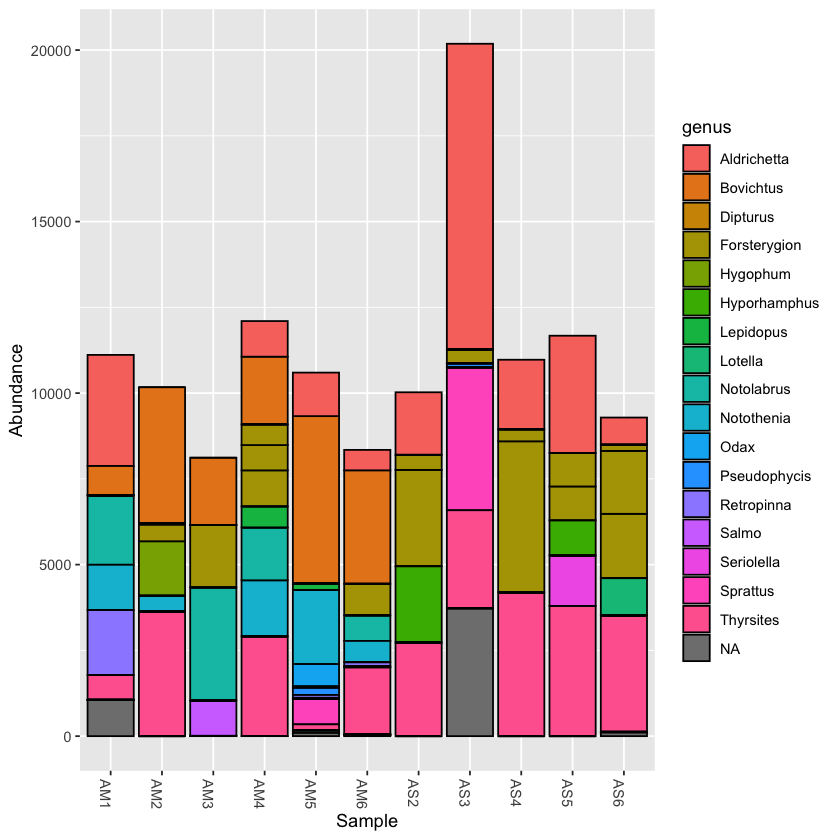 20000
15000
10000
5000
0
Abundance
AM1
AM2
AM3
AM4
AM5
AM6
AS2
AS3
AS4
AS5
AS6
Sample
genus
Aldrichetta
Bovichtus
Dipturus
Forsterygion
Hygophum
Hyporhamphus
Lepidopus
Lotella
Notolabrus
Notothenia
Odax
Pseudophycis
Retropinna
Salmo
Seriolella
Sprattus
Thyrsites
NA